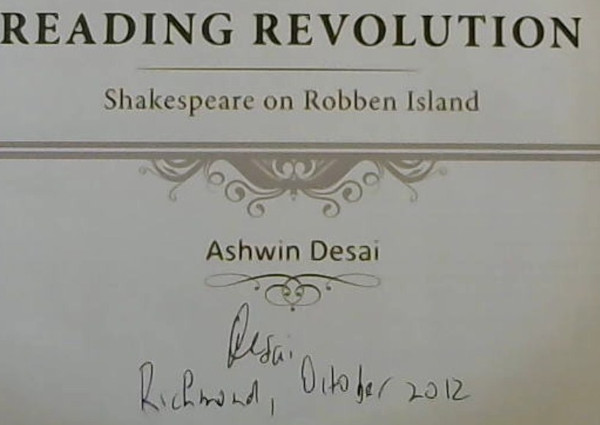 READING REVOLUTION
Shakespeare on Robben Island
Ashwin Desai
Desai
Richmond, October 2012